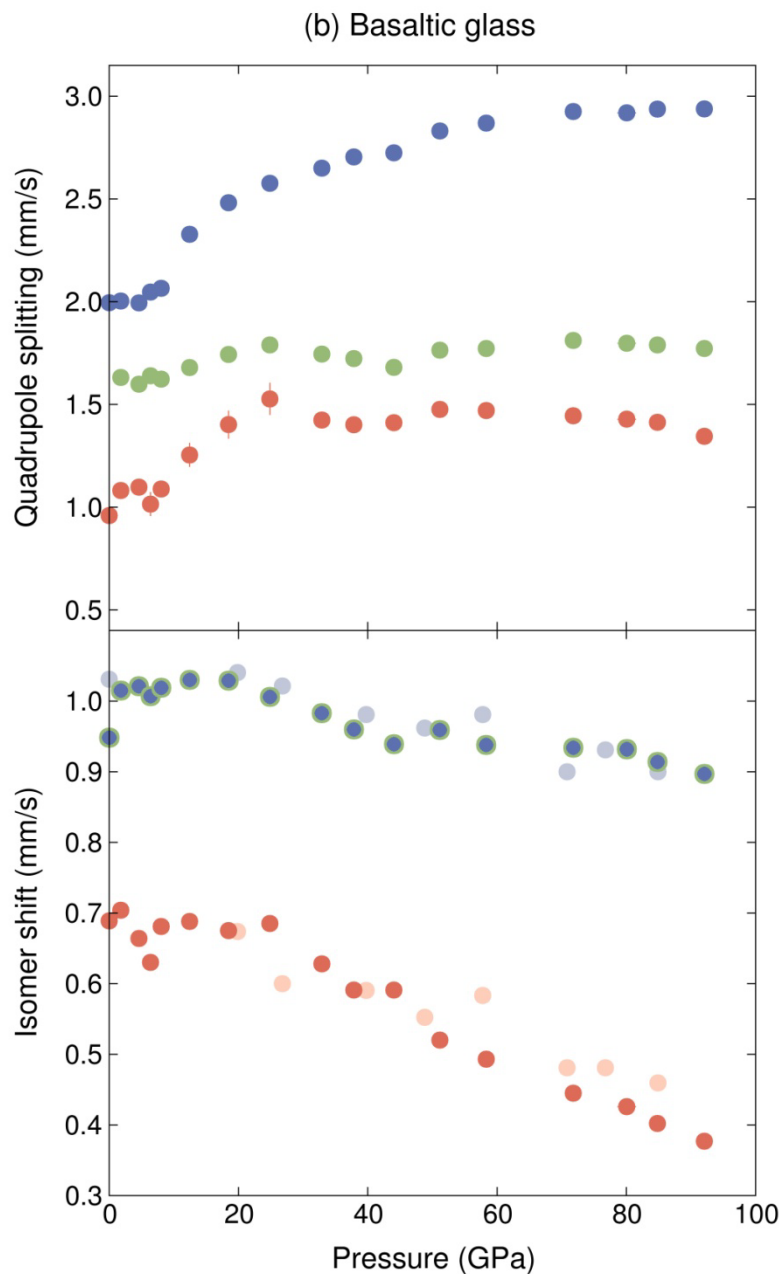 (b) Basaltic glass
3.0
2.5
2.0
1.5
1.0
0.5
Quadrupole splitting (mm/s)
1.0
0.9
0.8
0.7
0.6
0.5
0.4
0.3
Isomer shift (mm/s)
0 20 40 60 80 100
Pressure (GPa)